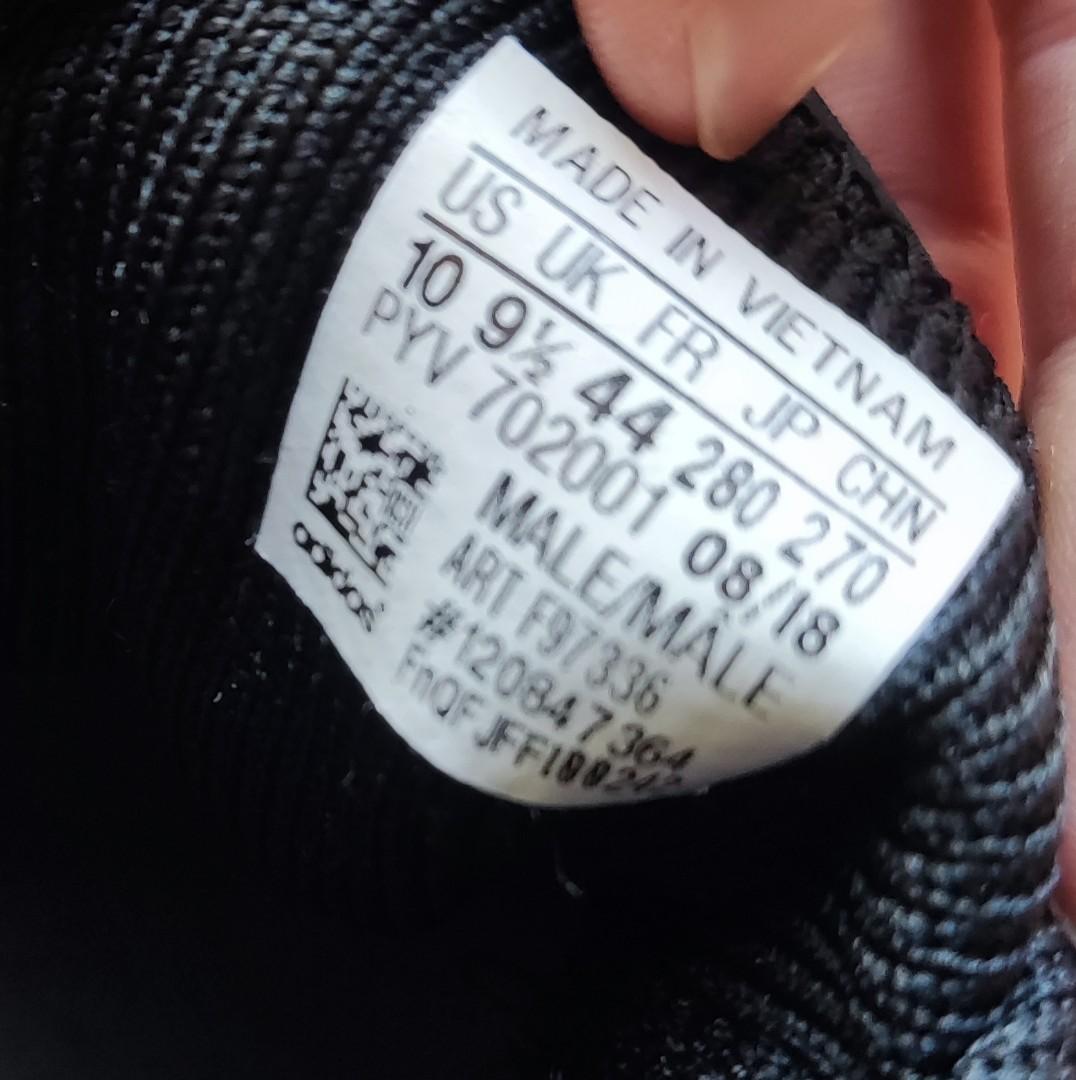 MADE IN VIETNAM
US UK FR JP CHN
10 9½ 44 280 270
PYV 702001 08/18
MALE/MÂLE
ART F97336
#120847364
adidas